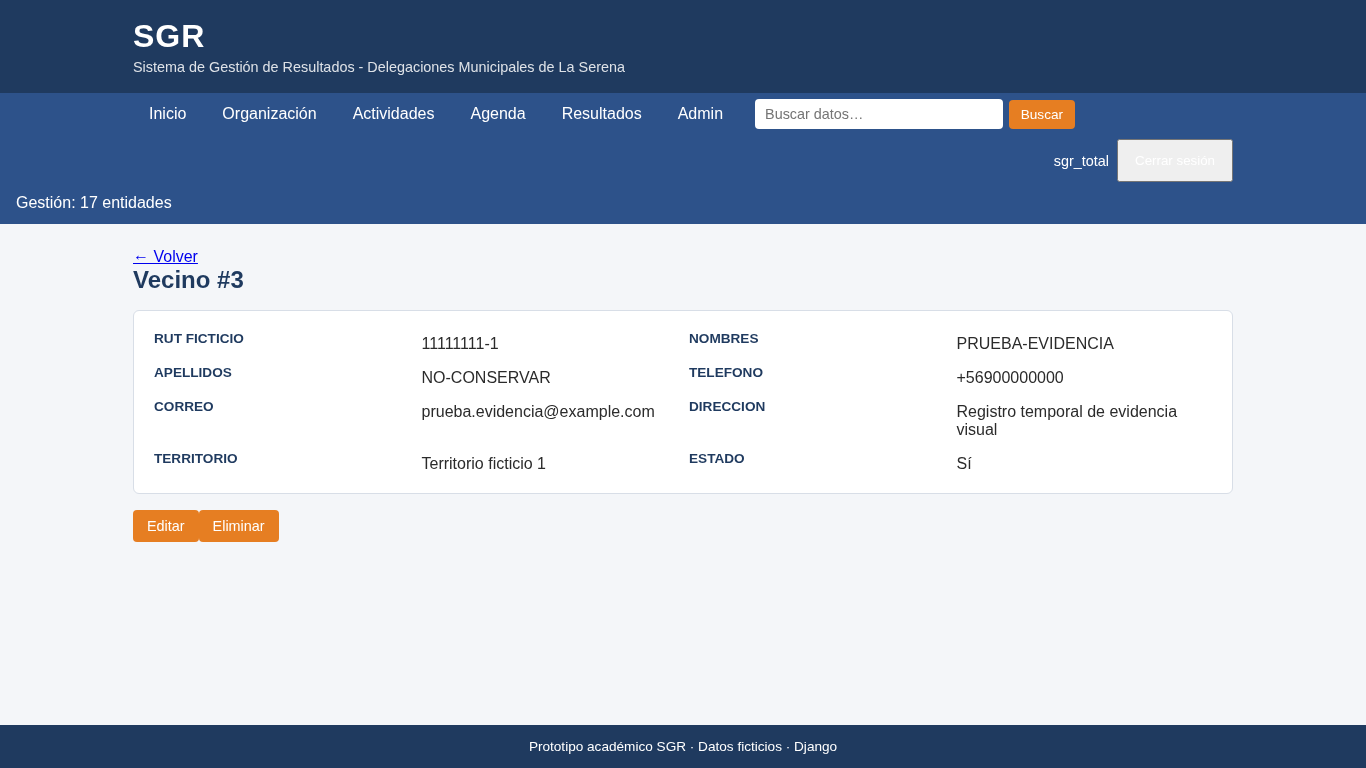 SGR
Sistema de Gestión de Resultados - Delegaciones Municipales de La Serena
Inicio Organización Actividades Agenda Resultados Admin Buscar datos… Buscar
sgr_total Cerrar sesión
Gestión: 17 entidades
← Volver
Vecino #3
RUT FICTICIO 11111111-1 NOMBRES PRUEBA-EVIDENCIA
APELLIDOS NO-CONSERVAR TELEFONO +56900000000
CORREO prueba.evidencia@example.com DIRECCION Registro temporal de evidencia
visual
TERRITORIO Territorio ficticio 1 ESTADO Sí
Editar Eliminar
Prototipo académico SGR · Datos ficticios · Django